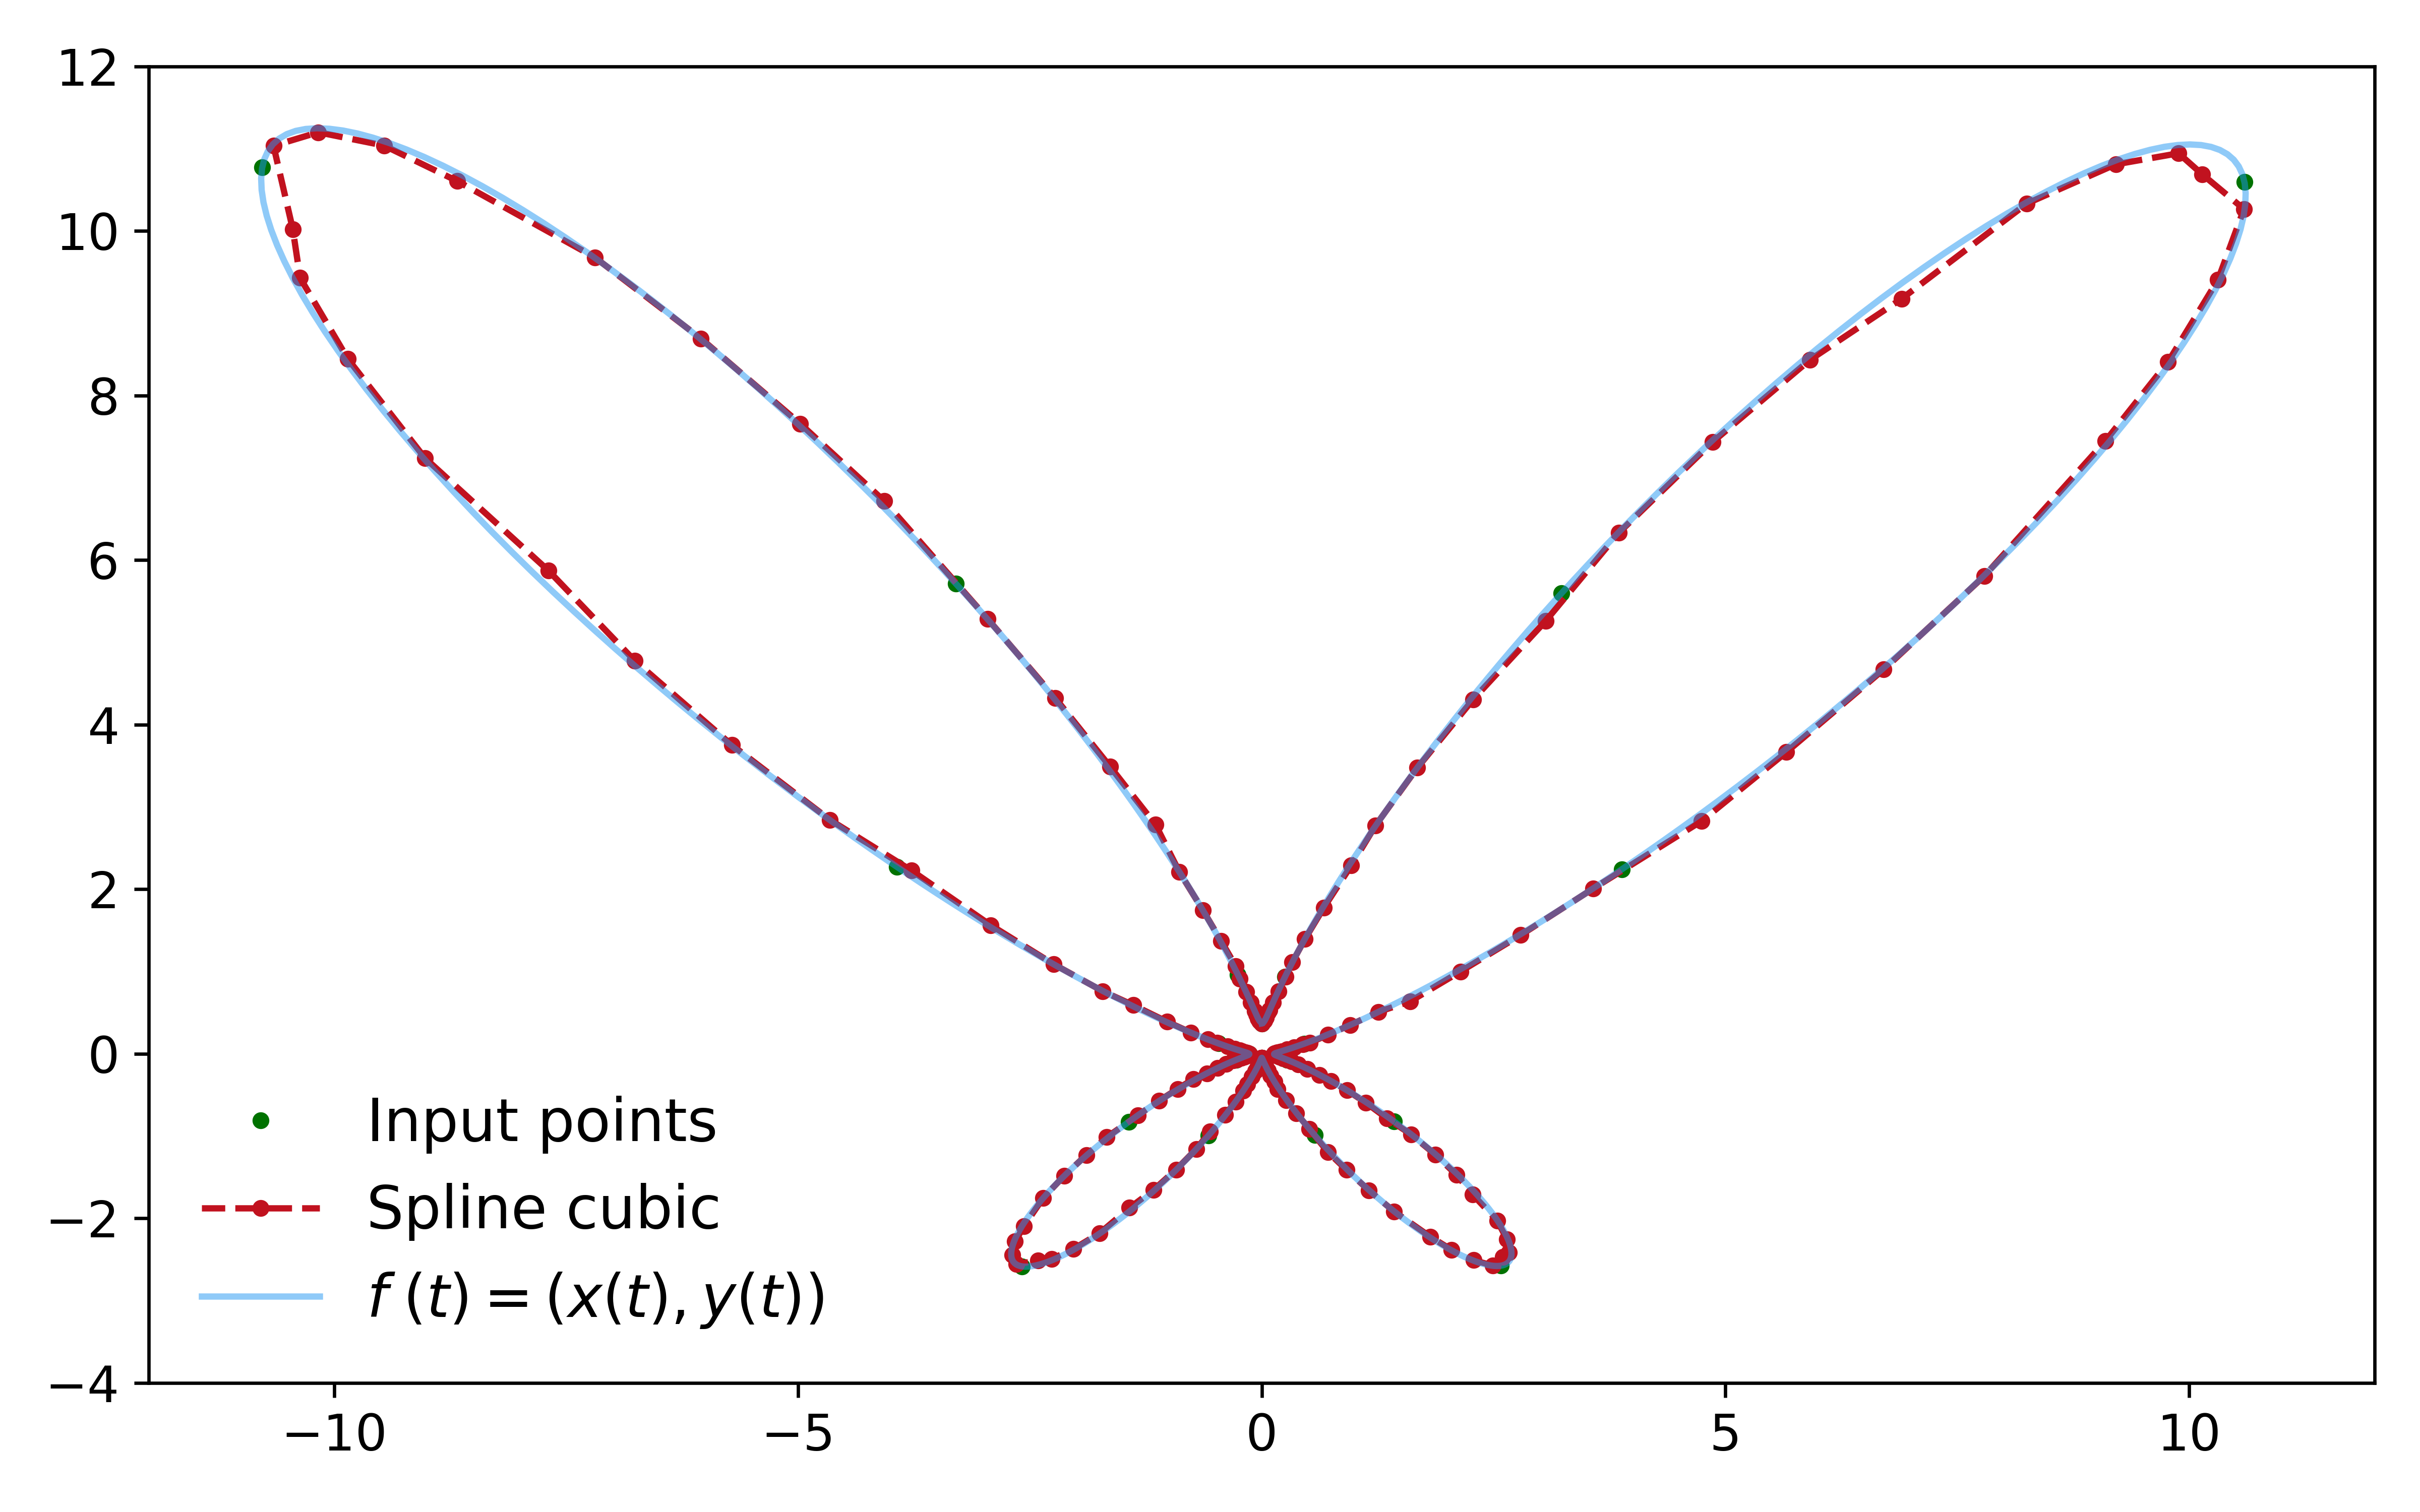 12
10
8
6
4
2
0
−2
−4
Input points
Spline cubic
f (t) = (x(t), y(t))
−10 −5 0 5 10